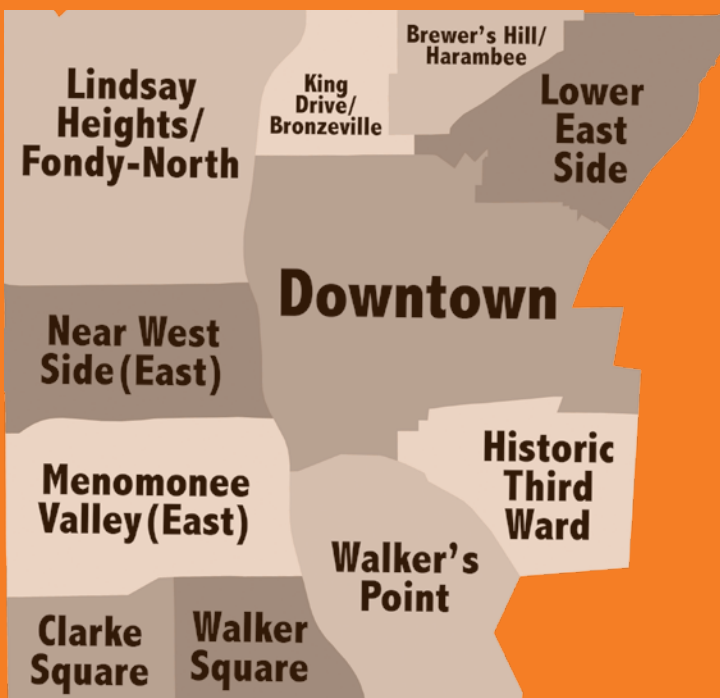 Lindsay
Heights/
Fondy-North
King
Drive/
Bronzeville
Brewer's Hill/
Harambee
Lower
East
Side
Downtown
Near West
Side (East)
Menomonee
Valley (East)
Historic
Third
Ward
Walker's
Point
Clarke
Square
Walker
Square